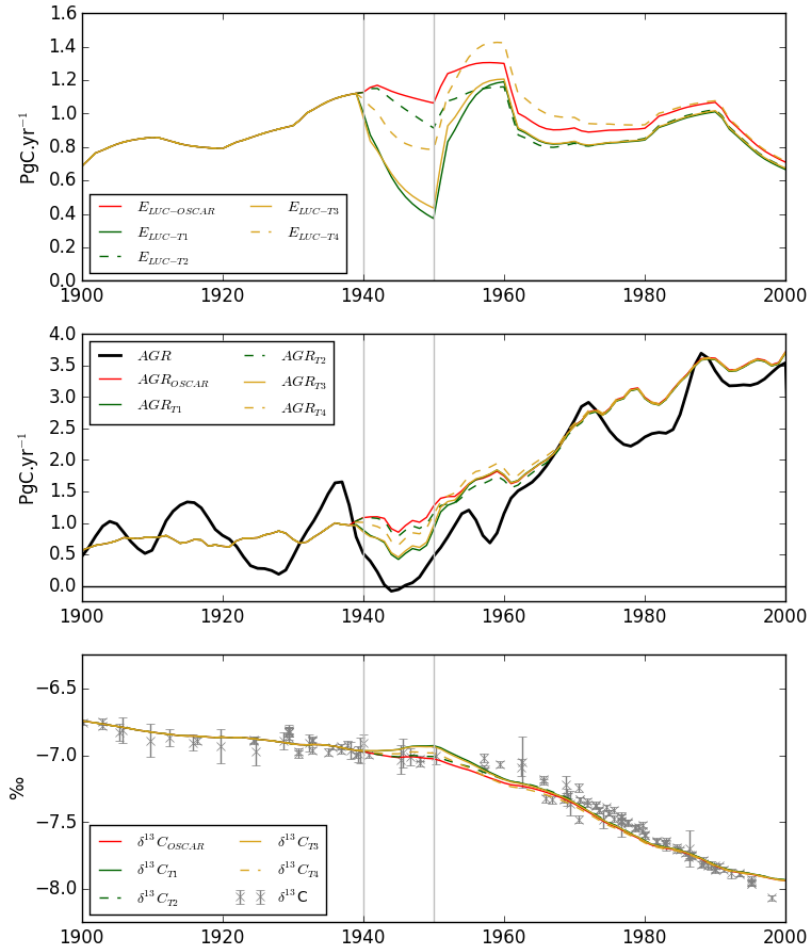 1.6
1.4
1.2
1.0
0.8
0.6
0.4
0.2
0.0
PgC.yr⁻¹
E_LUC−OSCAR E_LUC−T3
E_LUC−T1 E_LUC−T4
E_LUC−T2
1900 1920 1940 1960 1980 2000
4.0
3.5
3.0
2.5
2.0
1.5
1.0
0.5
0.0
PgC.yr⁻¹
AGR AGR_T2
AGR_OSCAR AGR_T3
AGR_T1 AGR_T4
1900 1920 1940 1960 1980 2000
−6.5
−7.0
−7.5
−8.0
‰
δ¹³C_OSCAR δ¹³C_T3
δ¹³C_T1 δ¹³C_T4
δ¹³C_T2 δ¹³C
1900 1920 1940 1960 1980 2000